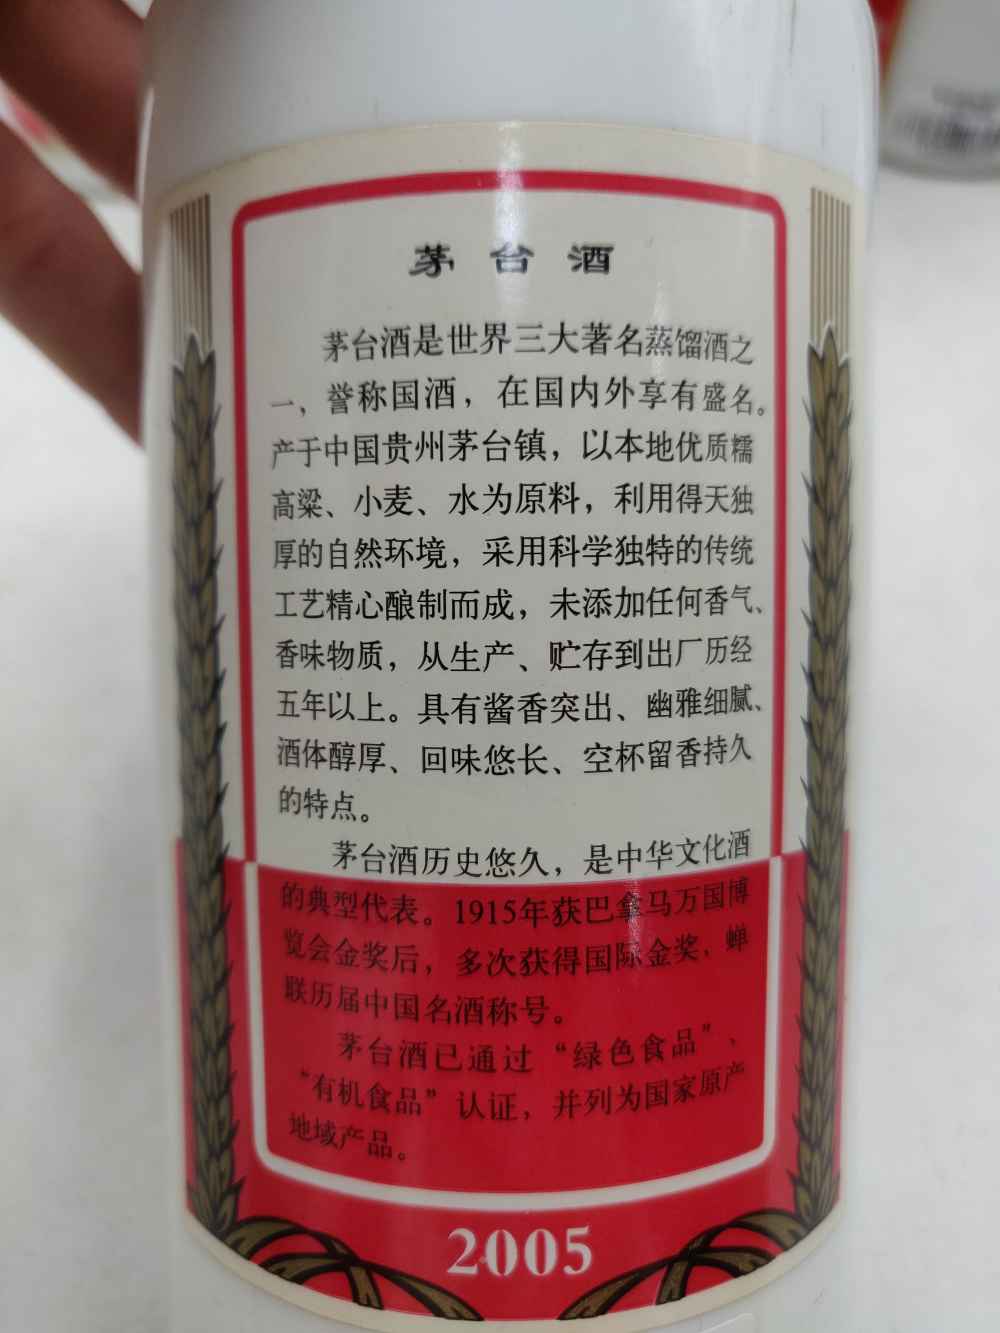 茅台酒
茅台酒是世界三大著名蒸馏酒之
一，誉称国酒，在国内外享有盛名。
产于中国贵州茅台镇，以本地优质糯
高粱、小麦、水为原料，利用得天独
厚的自然环境，采用科学独特的传统
工艺精心酿制而成，未添加任何香气、
香味物质，从生产、贮存到出厂历经
五年以上。具有酱香突出、幽雅细腻、
酒体醇厚、回味悠长、空杯留香持久
的特点。
茅台酒历史悠久，是中华文化酒
的典型代表。1915年获巴拿马万国博
览会金奖后，多次获得国际金奖、蝉
联历届中国名酒称号。
茅台酒已通过“绿色食品”、
“有机食品”认证，并列为国家原产
地域产品。
2005